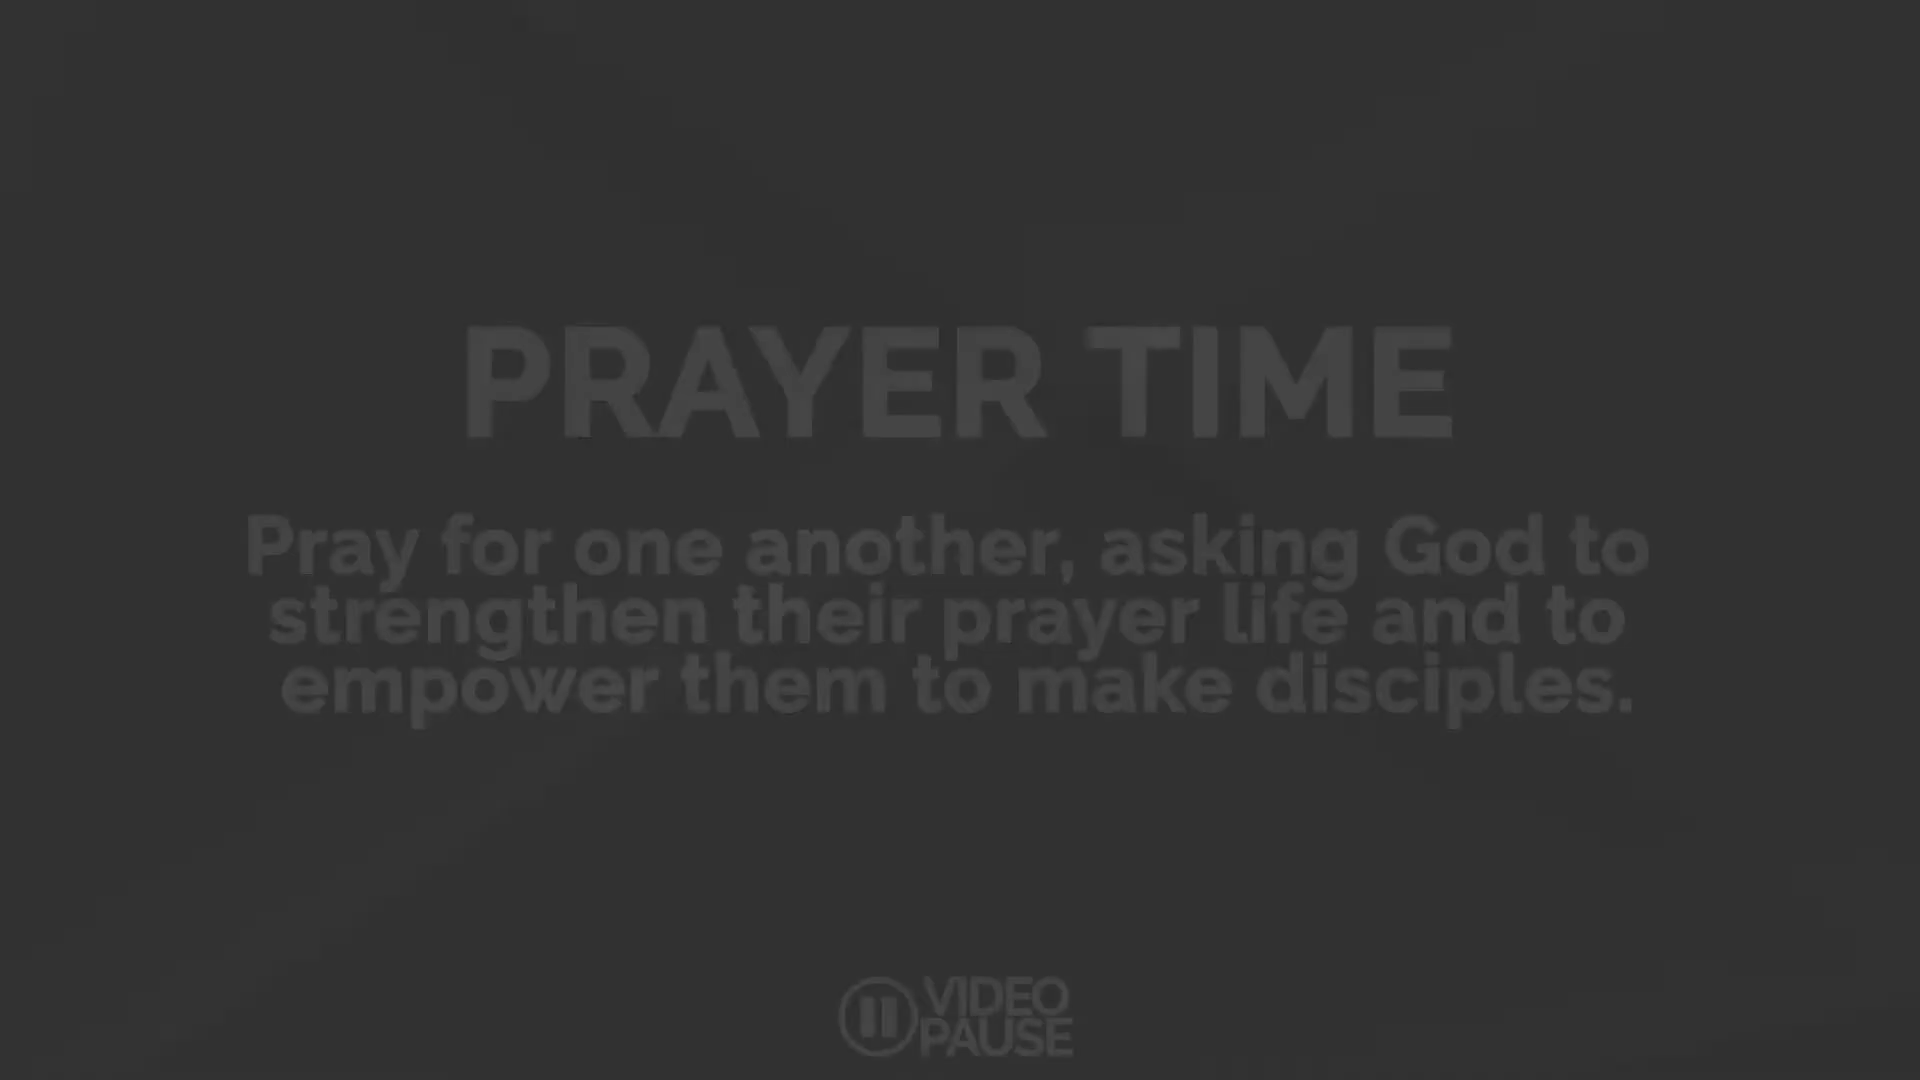 PRAYER TIME
Pray for one another, asking God to
strengthen their prayer life and to
empower them to make disciples.
VIDEO
PAUSE